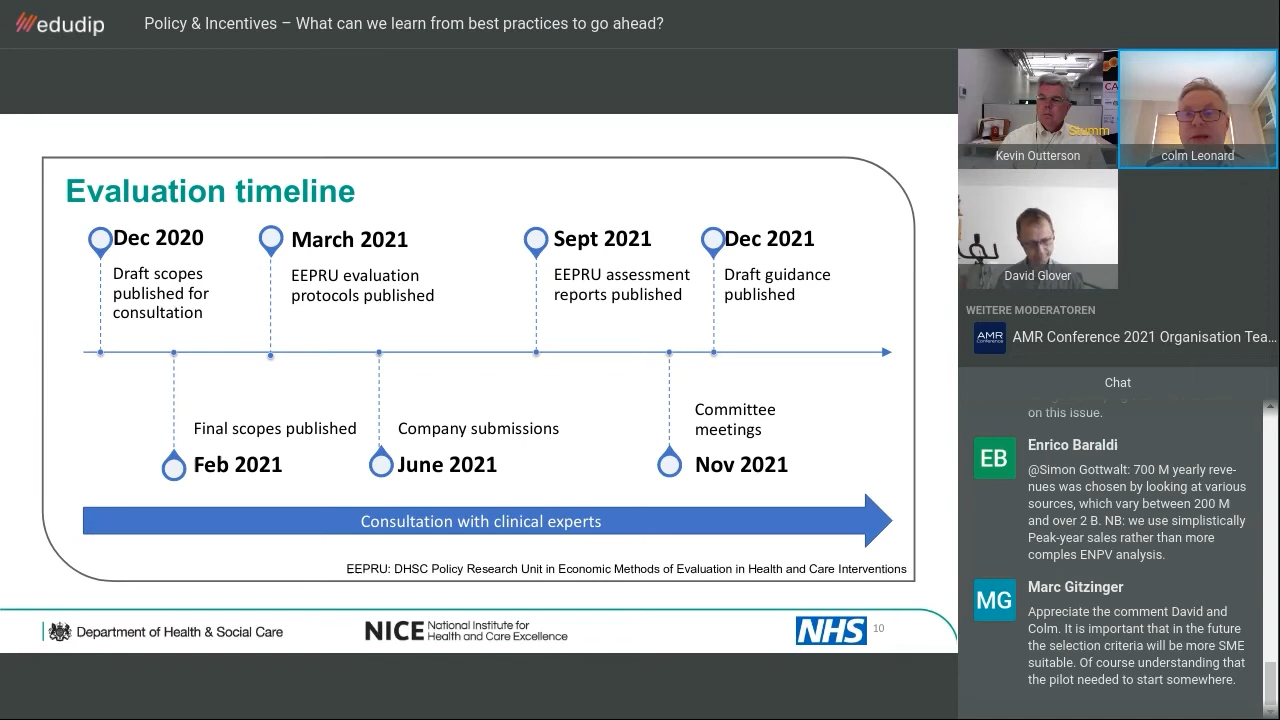 edudip
Policy & Incentives – What can we learn from best practices to go ahead?
Evaluation timeline
Dec 2020
Draft scopes
published for
consultation
March 2021
EEPRU evaluation
protocols published
Sept 2021
EEPRU assessment
reports published
Dec 2021
Draft guidance
published
Final scopes published
Feb 2021
Company submissions
June 2021
Committee
meetings
Nov 2021
Consultation with clinical experts
EEPRU: DHSC Policy Research Unit in Economic Methods of Evaluation in Health and Care Interventions
Department of Health & Social Care
NICE National Institute for
Health and Care Excellence
NHS
10
CA
Stumm
Kevin Outterson
colm Leonard
David Glover
WEITERE MODERATOREN
AMR
Conference
AMR Conference 2021 Organisation Tea...
Chat
on this issue.
EB
Enrico Baraldi
@Simon Gottwalt: 700 M yearly reve-
nues was chosen by looking at various
sources, which vary between 200 M
and over 2 B. NB: we use simplistically
Peak-year sales rather than more
comples ENPV analysis.
MG
Marc Gitzinger
Appreciate the comment David and
Colm. It is important that in the future
the selection criteria will be more SME
suitable. Of course understanding that
the pilot needed to start somewhere.